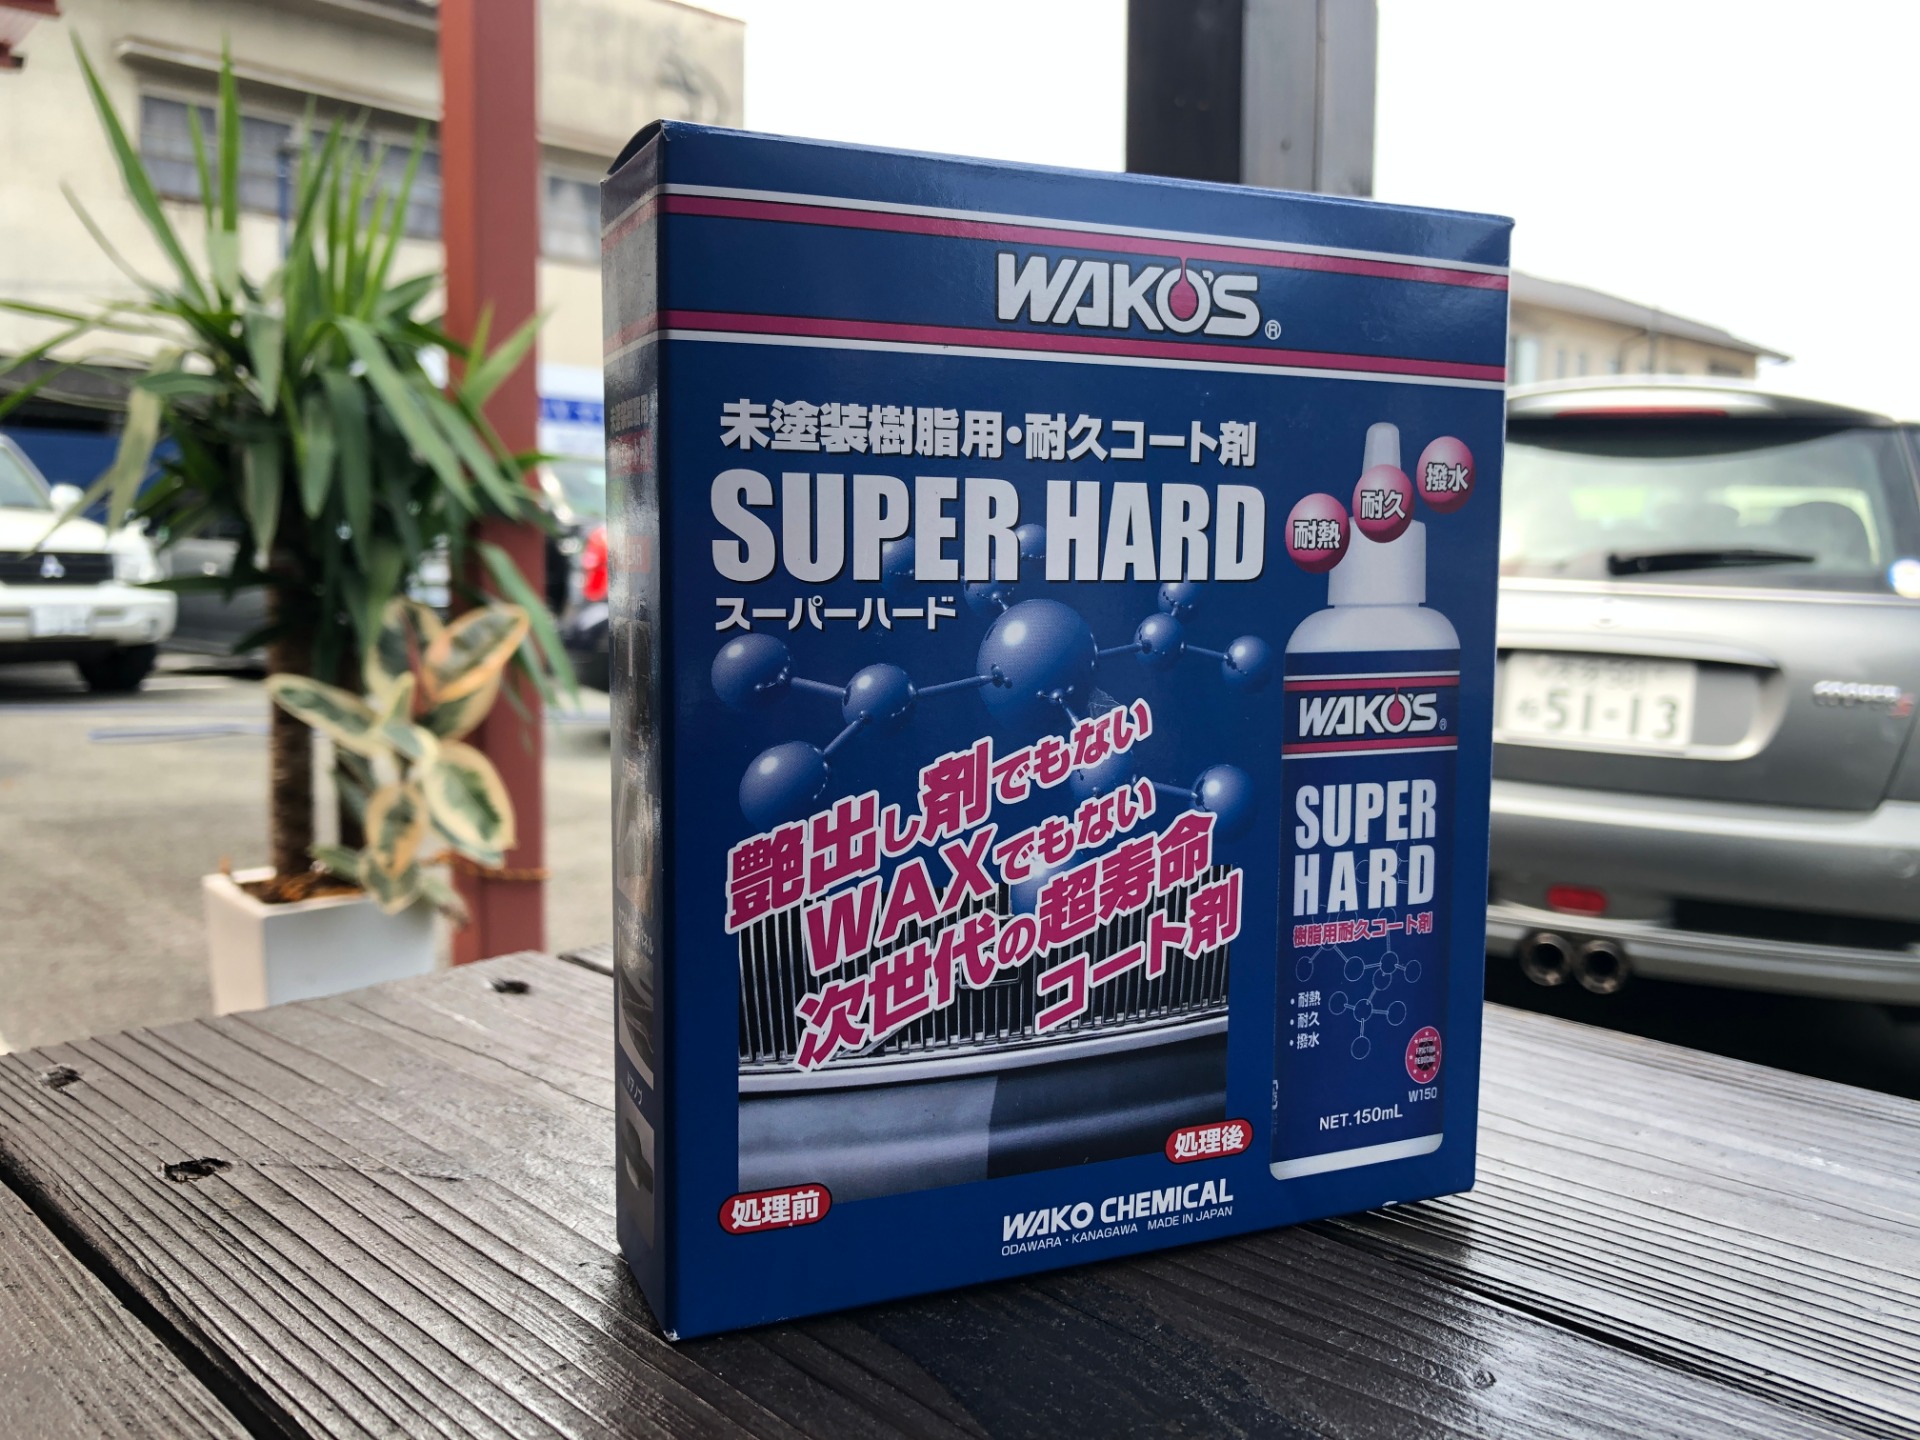 WAKO'S®
未塗装樹脂用・耐久コート剤
SUPER HARD
スーパーハード
耐熱
耐久
撥水
艶出し剤でもない
WAXでもない
次世代の超寿命
コート剤
処理前
処理後
WAKO CHEMICAL
ODAWARA・KANAGAWA MADE IN JAPAN
WAKO'S®
SUPER
HARD
樹脂用耐久コート剤
・耐熱
・耐久
・撥水
W150
NET.150mL
51-13
COOPER S